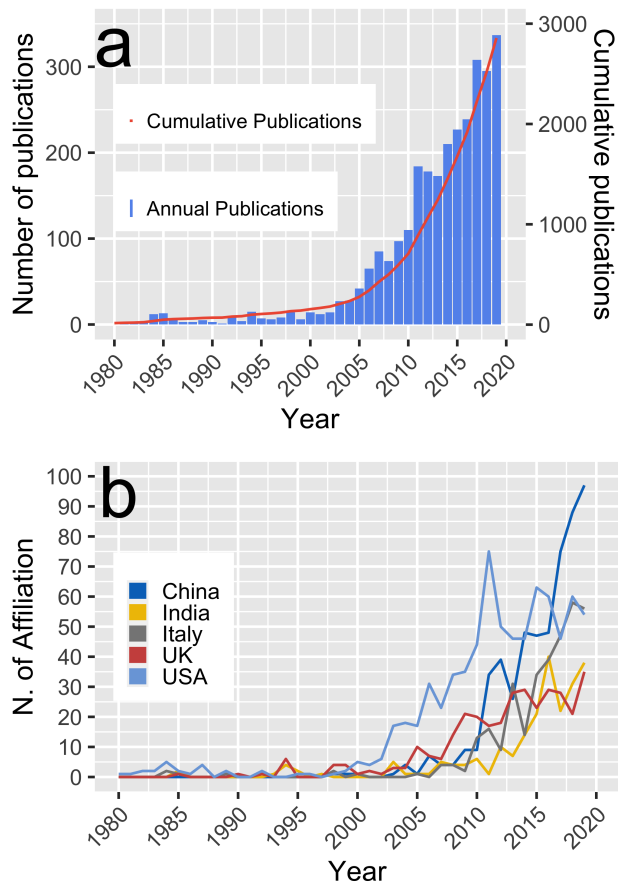 a
Number of publications
300
200
100
0
3000
2000
1000
0
Cumulative publications
Cumulative Publications
Annual Publications
1980 1985 1990 1995 2000 2005 2010 2015 2020
Year
b
N. of Affiliation
100
90
80
70
60
50
40
30
20
10
0
China
India
Italy
UK
USA
1980 1985 1990 1995 2000 2005 2010 2015 2020
Year